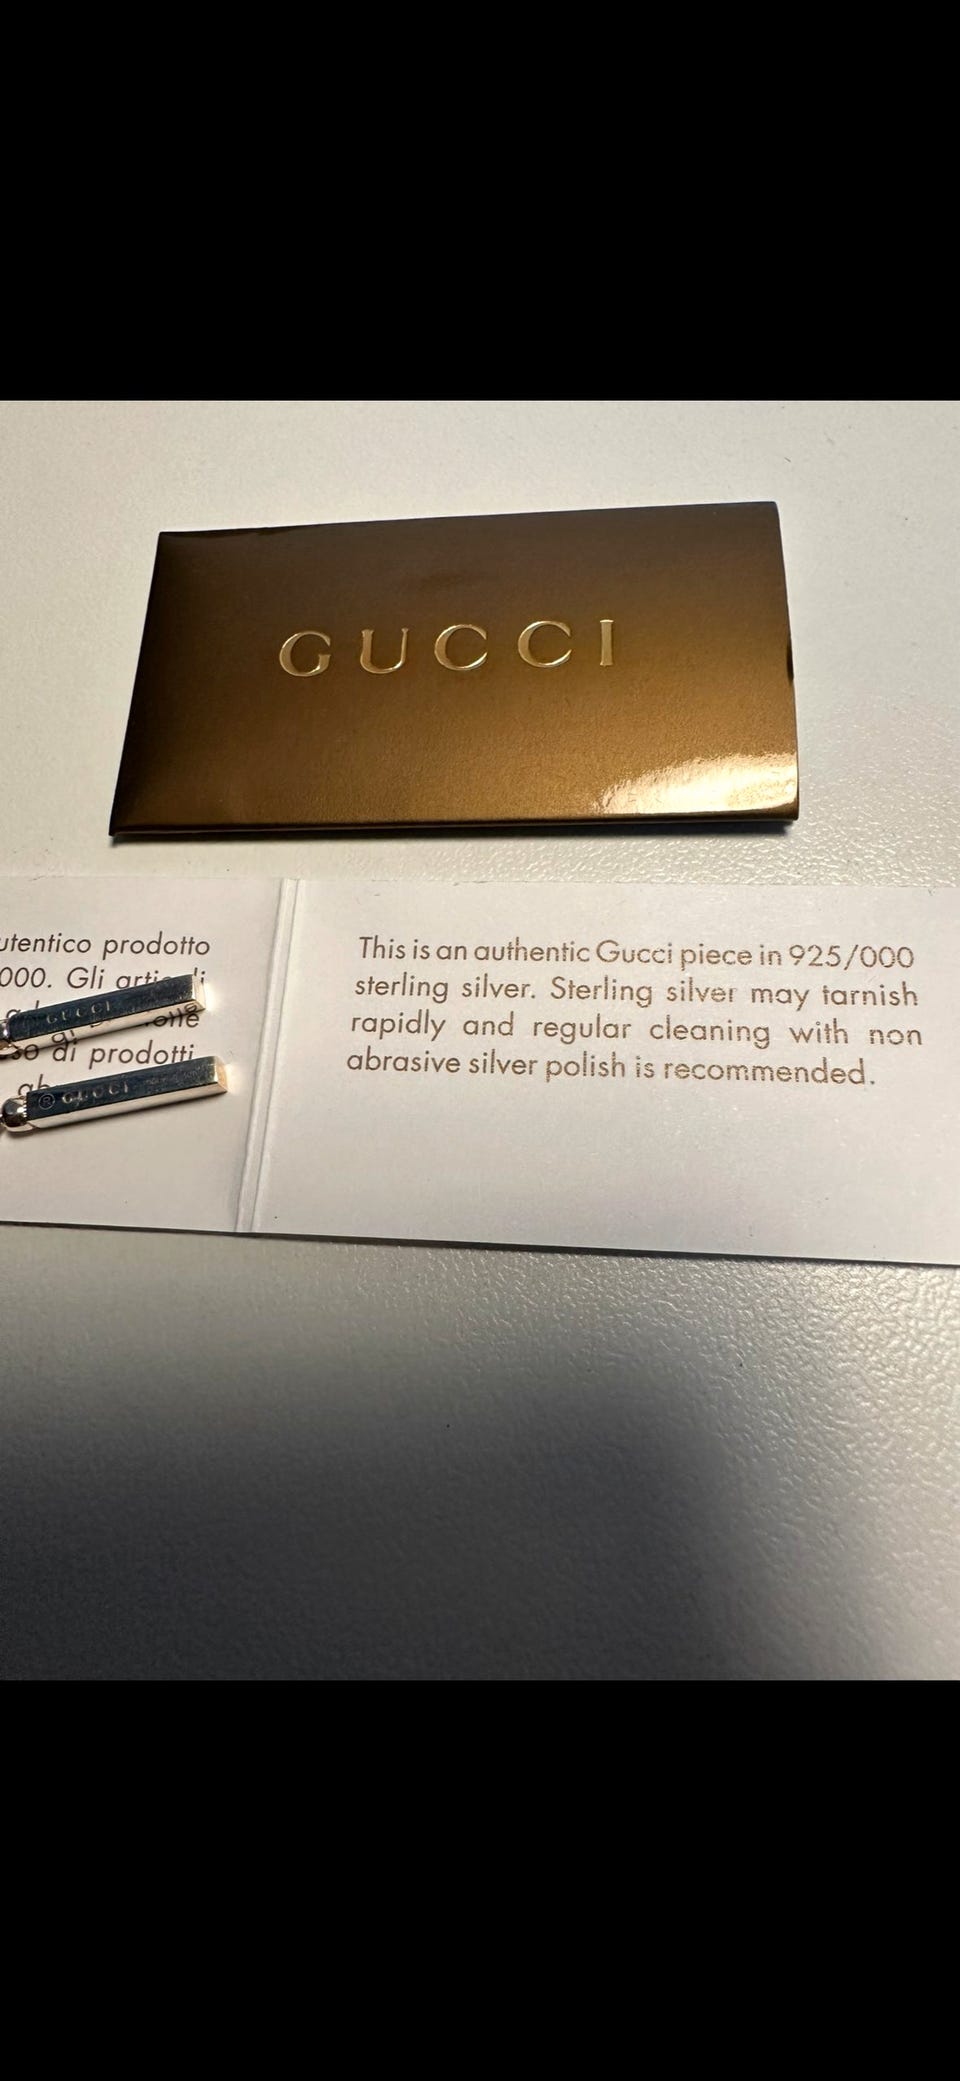 GUCCI
utentico prodotto
000. Gli
di prodotti
GUCCI
® GUCCI
This is an authentic Gucci piece in 925/000
sterling silver. Sterling silver may tarnish
rapidly and regular cleaning with non
abrasive silver polish is recommended.